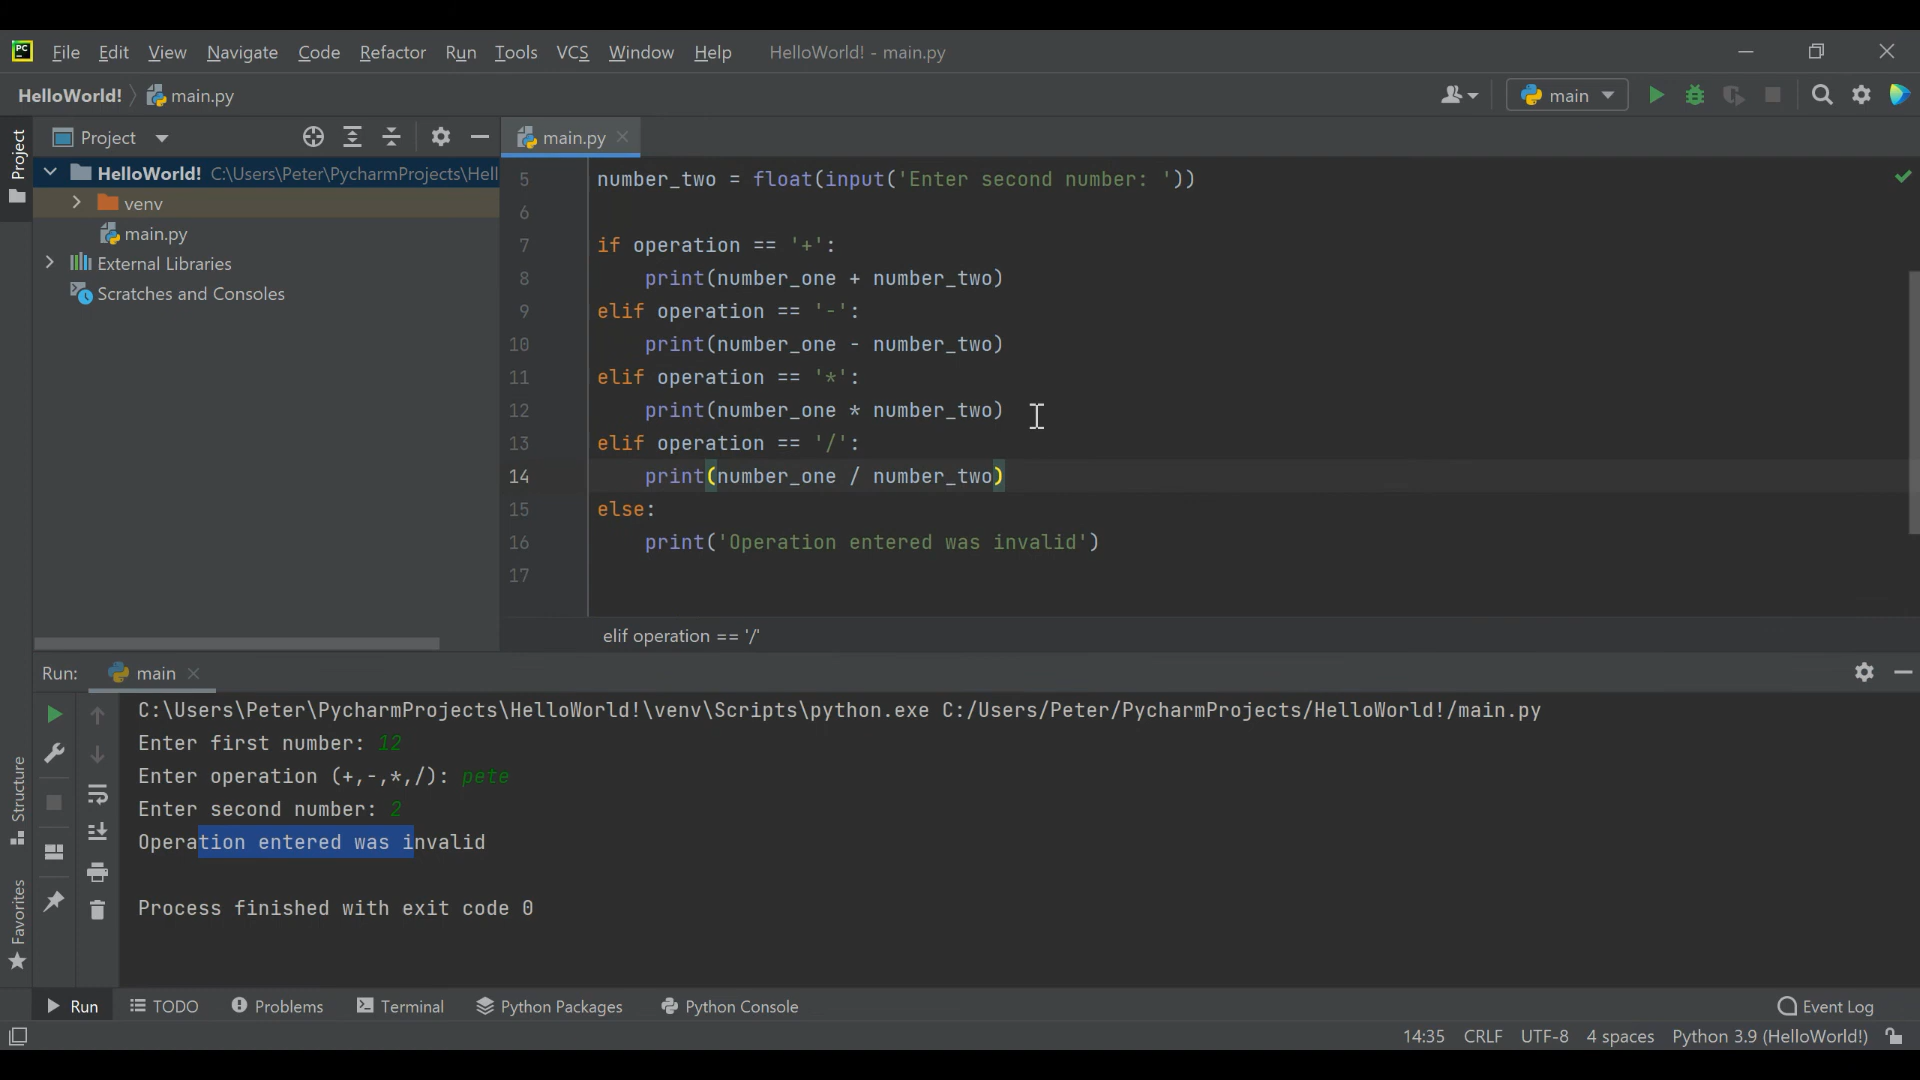 PC File Edit View Navigate Code Refactor Run Tools VCS Window Help HelloWorld! - main.py
HelloWorld! main.py main
Project
Project
main.py
HelloWorld! C:\Users\Peter\PycharmProjects\Hell
venv
main.py
External Libraries
Scratches and Consoles
5 number_two = float(input('Enter second number: '))
6
7 if operation == '+':
8 print(number_one + number_two)
9 elif operation == '-':
10 print(number_one - number_two)
11 elif operation == '*':
12 print(number_one * number_two)
13 elif operation == '/':
14 print(number_one / number_two)
15 else:
16 print('Operation entered was invalid')
17
elif operation == '/'
Run: main
C:\Users\Peter\PycharmProjects\HelloWorld!\venv\Scripts\python.exe C:/Users/Peter/PycharmProjects/HelloWorld!/main.py
Enter first number: 12
Enter operation (+,-,*,/): pete
Enter second number: 2
Operation entered was invalid
Process finished with exit code 0
Structure
Favorites
Run TODO Problems Terminal Python Packages Python Console Event Log
14:35 CRLF UTF-8 4 spaces Python 3.9 (HelloWorld!)